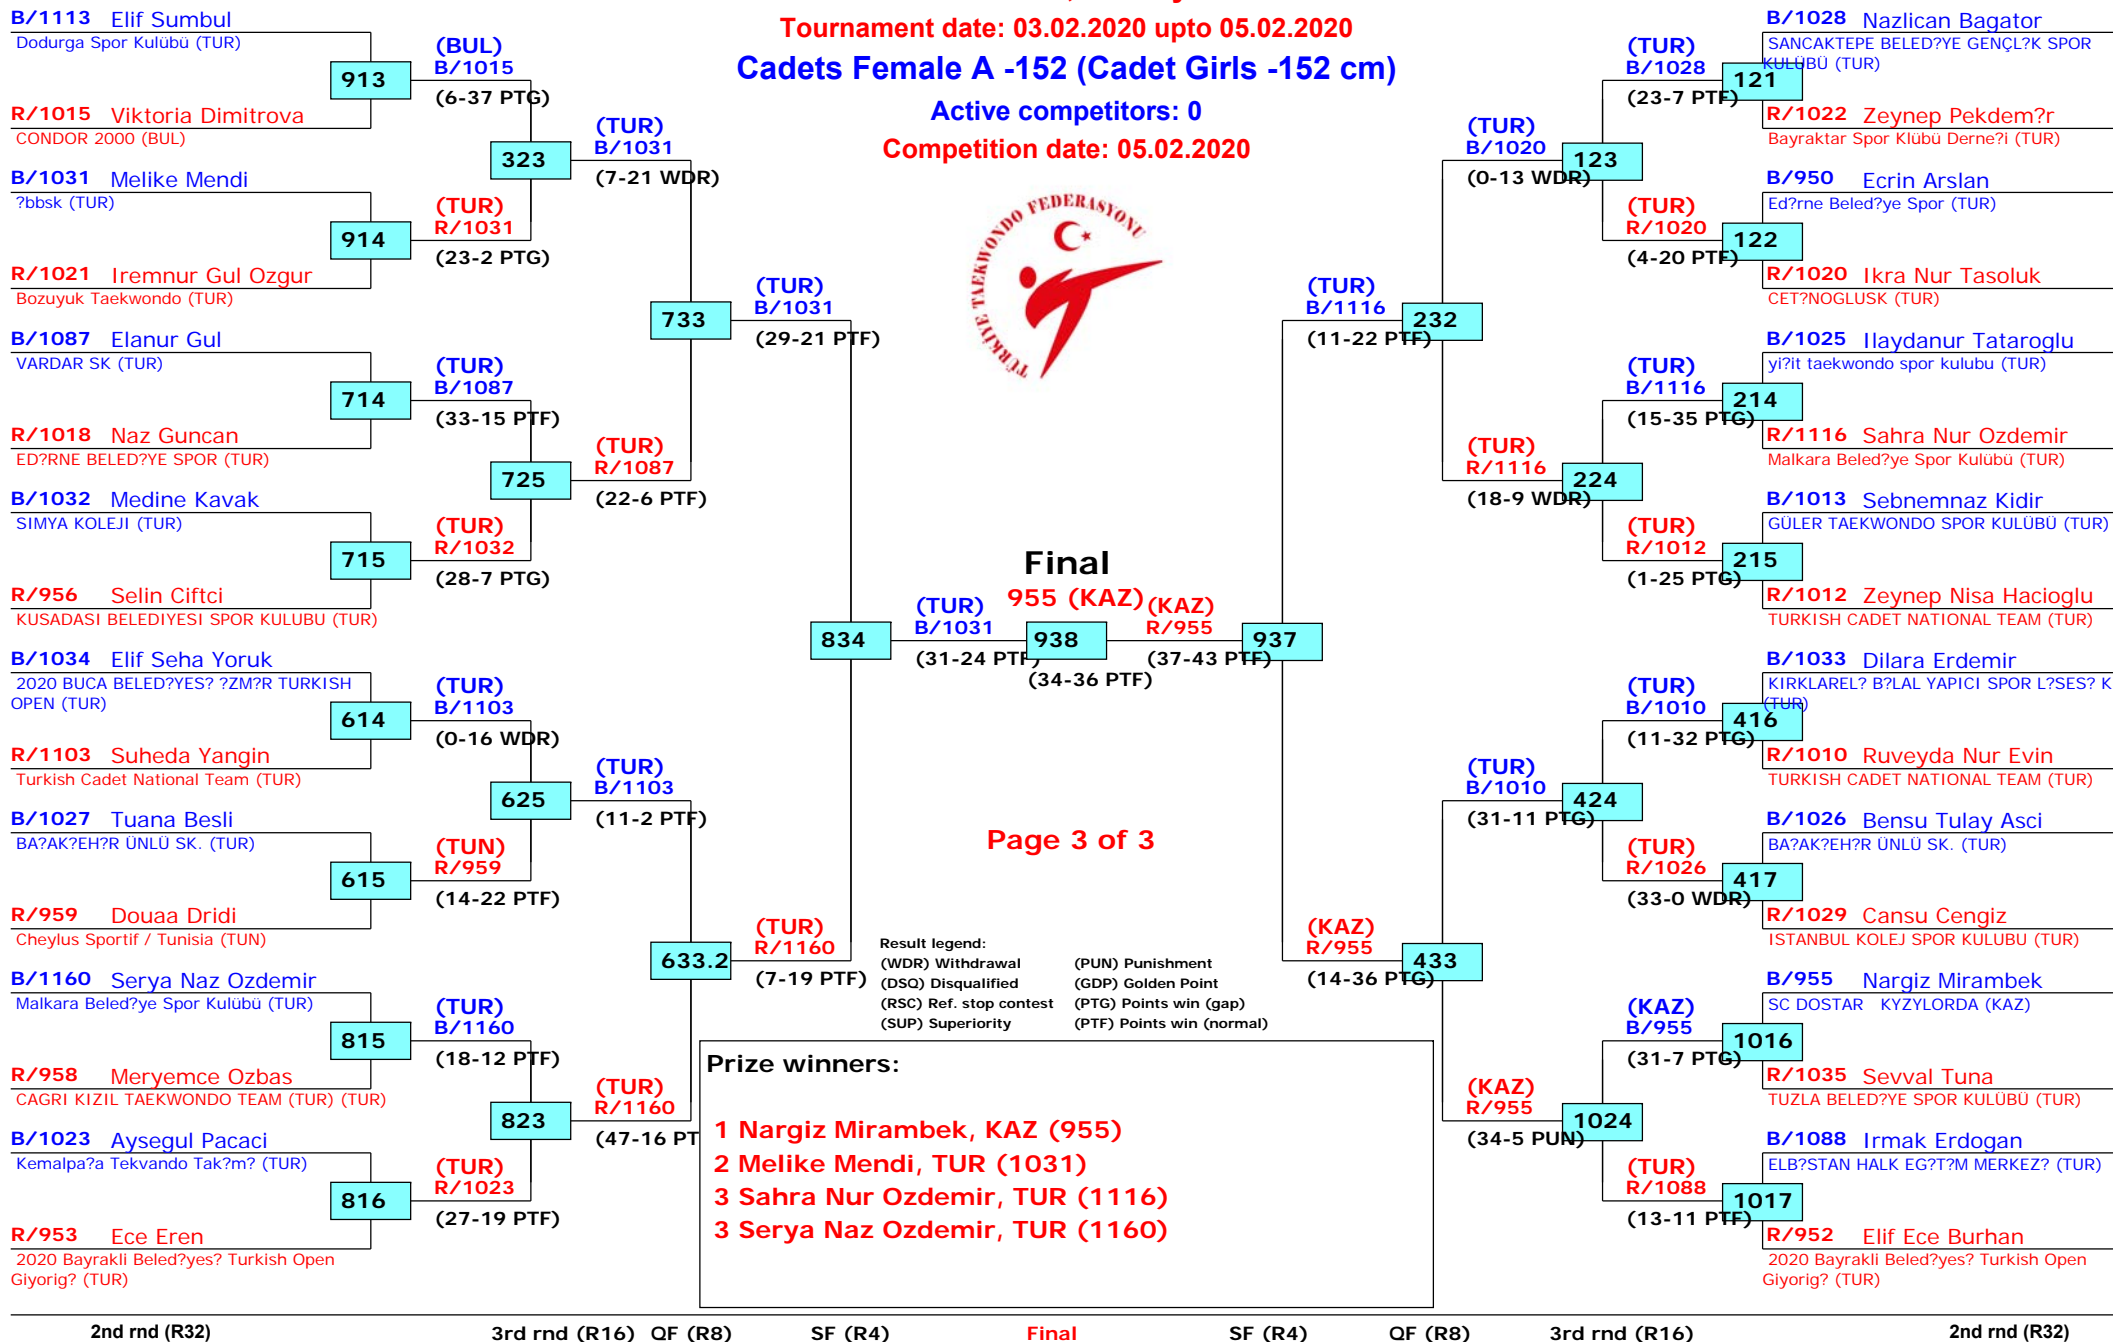 Tournament date: 03.02.2020 upto 05.02.2020
Cadets Female A -152 (Cadet Girls -152 cm)
Active competitors: 0
Competition date: 05.02.2020
TÜRKİYE TAEKWONDO FEDERASYONU
B/1113 Elif Sumbul
Dodurga Spor Kulübü (TUR)
913
R/1015 Viktoria Dimitrova
CONDOR 2000 (BUL)
B/1031 Melike Mendi
?bbsk (TUR)
914
R/1021 Iremnur Gul Ozgur
Bozuyuk Taekwondo (TUR)
B/1087 Elanur Gul
VARDAR SK (TUR)
714
R/1018 Naz Guncan
ED?RNE BELED?YE SPOR (TUR)
B/1032 Medine Kavak
SIMYA KOLEJI (TUR)
715
R/956 Selin Ciftci
KUSADASI BELEDIYESI SPOR KULUBU (TUR)
B/1034 Elif Seha Yoruk
2020 BUCA BELED?YES? ?ZM?R TURKISH
OPEN (TUR)
614
R/1103 Suheda Yangin
Turkish Cadet National Team (TUR)
B/1027 Tuana Besli
BA?AK?EH?R ÜNLÜ SK. (TUR)
615
R/959 Douaa Dridi
Cheylus Sportif / Tunisia (TUN)
B/1160 Serya Naz Ozdemir
Malkara Beled?ye Spor Kulübü (TUR)
815
R/958 Meryemce Ozbas
CAGRI KIZIL TAEKWONDO TEAM (TUR) (TUR)
B/1023 Aysegul Pacaci
Kemalpa?a Tekvando Tak?m? (TUR)
816
R/953 Ece Eren
2020 Bayrakli Beled?yes? Turkish Open
Giyorig? (TUR)
(BUL)
B/1015
(6-37 PTG)
323
(TUR)
R/1031
(23-2 PTG)
(TUR)
B/1087
(33-15 PTF)
725
(TUR)
R/1032
(28-7 PTG)
(TUR)
B/1103
(0-16 WDR)
625
(TUN)
R/959
(14-22 PTF)
(TUR)
B/1160
(18-12 PTF)
823
(TUR)
R/1023
(27-19 PTF)
(TUR)
B/1031
(7-21 WDR)
733
(TUR)
R/1087
(22-6 PTF)
(TUR)
B/1103
(11-2 PTF)
633.2
(TUR)
R/1160
(47-16 PT
(TUR)
B/1031
(29-21 PTF)
834
(TUR)
R/1160
(7-19 PTF)
(TUR)
B/1031
(31-24 PTF)
Final
955 (KAZ)
938
(34-36 PTF)
(KAZ)
R/955
(37-43 PTF)
937
Page 3 of 3
(TUR)
B/1116
(11-22 PTF)
232
(KAZ)
R/955
(14-36 PTG)
433
(TUR)
B/1020
(0-13 WDR)
123
(TUR)
R/1116
(18-9 WDR)
224
(TUR)
B/1010
(31-11 PTG)
424
(KAZ)
R/955
(34-5 PUN)
1024
(TUR)
B/1028
(23-7 PTF)
121
(TUR)
R/1020
(4-20 PTF)
122
(TUR)
B/1116
(15-35 PTG)
214
(TUR)
R/1012
(1-25 PTG)
215
(TUR)
B/1010
(11-32 PTG)
416
(TUR)
R/1026
(33-0 WDR)
417
(KAZ)
B/955
(31-7 PTG)
1016
(TUR)
R/1088
(13-11 PTF)
1017
B/1028 Nazlican Bagator
SANCAKTEPE BELED?YE GENÇL?K SPOR
KULÜBÜ (TUR)
R/1022 Zeynep Pekdem?r
Bayraktar Spor Klübü Derne?i (TUR)
B/950 Ecrin Arslan
Ed?rne Beled?ye Spor (TUR)
R/1020 Ikra Nur Tasoluk
CET?NOGLUSK (TUR)
B/1025 Ilaydanur Tataroglu
yi?it taekwondo spor kulubu (TUR)
R/1116 Sahra Nur Ozdemir
Malkara Beled?ye Spor Kulübü (TUR)
B/1013 Sebnemnaz Kidir
GÜLER TAEKWONDO SPOR KULÜBÜ (TUR)
R/1012 Zeynep Nisa Hacioglu
TURKISH CADET NATIONAL TEAM (TUR)
B/1033 Dilara Erdemir
KIRKLAREL? B?LAL YAPICI SPOR L?SES? K
(TUR)
R/1010 Ruveyda Nur Evin
TURKISH CADET NATIONAL TEAM (TUR)
B/1026 Bensu Tulay Asci
BA?AK?EH?R ÜNLÜ SK. (TUR)
R/1029 Cansu Cengiz
ISTANBUL KOLEJ SPOR KULUBU (TUR)
B/955 Nargiz Mirambek
SC DOSTAR KYZYLORDA (KAZ)
R/1035 Sevval Tuna
TUZLA BELED?YE SPOR KULÜBÜ (TUR)
B/1088 Irmak Erdogan
ELB?STAN HALK EG?T?M MERKEZ? (TUR)
R/952 Elif Ece Burhan
2020 Bayrakli Beled?yes? Turkish Open
Giyorig? (TUR)
Result legend:
(WDR) Withdrawal (PUN) Punishment
(DSQ) Disqualified (GDP) Golden Point
(RSC) Ref. stop contest (PTG) Points win (gap)
(SUP) Superiority (PTF) Points win (normal)
Prize winners:
1 Nargiz Mirambek, KAZ (955)
2 Melike Mendi, TUR (1031)
3 Sahra Nur Ozdemir, TUR (1116)
3 Serya Naz Ozdemir, TUR (1160)
2nd rnd (R32) 3rd rnd (R16) QF (R8) SF (R4) Final SF (R4) QF (R8) 3rd rnd (R16) 2nd rnd (R32)